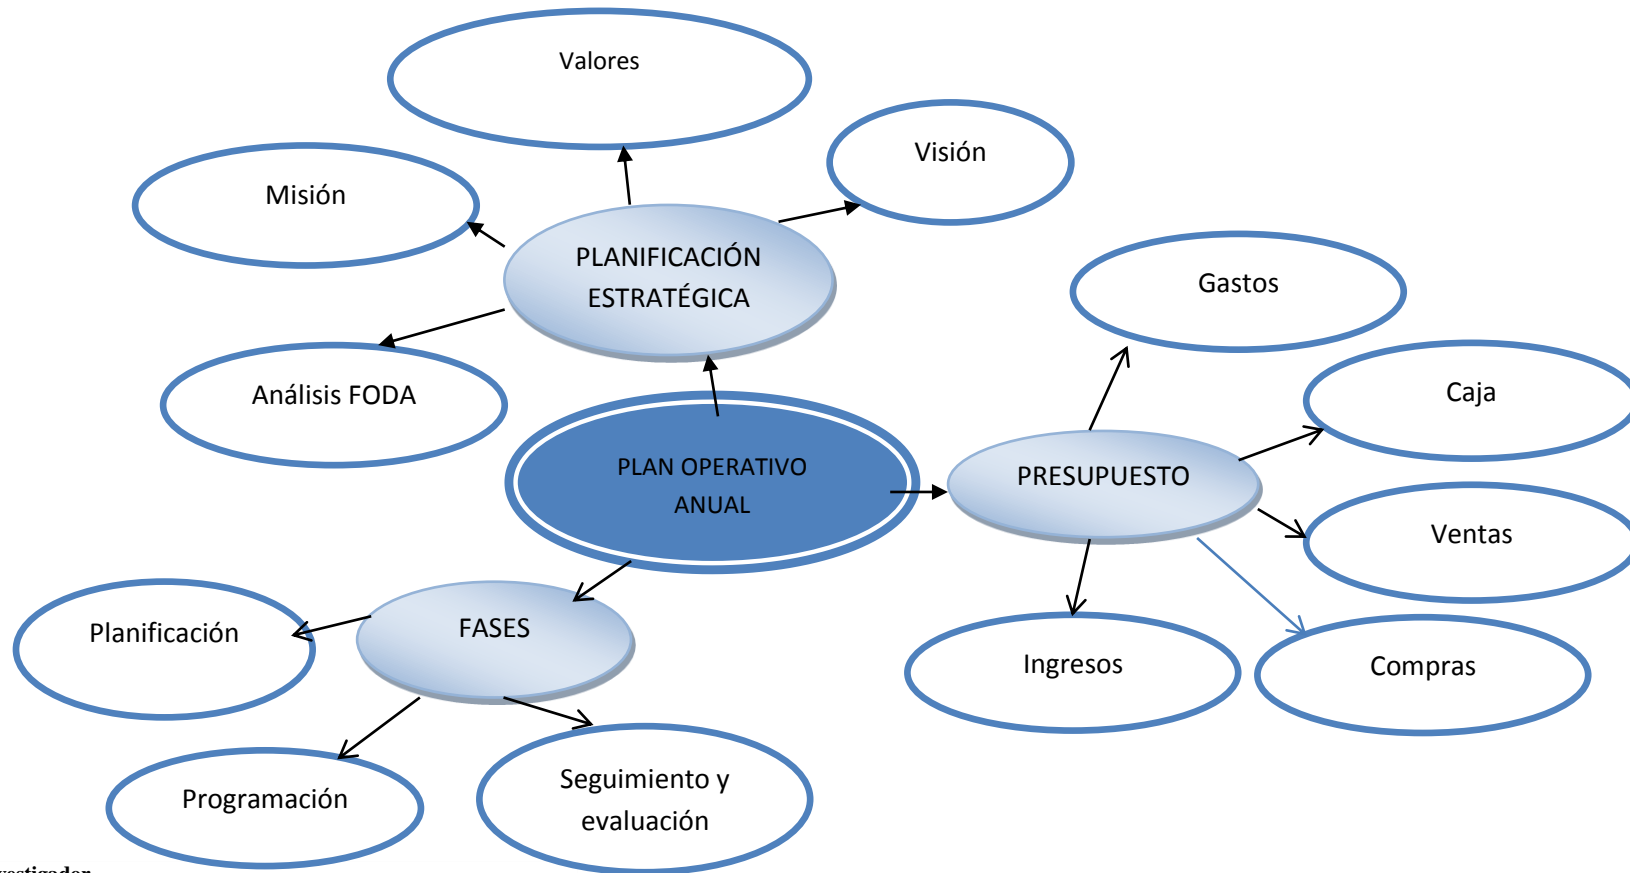 Valores
Visión
Misión
PLANIFICACIÓN
ESTRATÉGICA
Gastos
Análisis FODA
Caja
PLAN OPERATIVO
ANUAL
PRESUPUESTO
Ventas
Planificación
FASES
Ingresos
Compras
Programación
Seguimiento y
evaluación